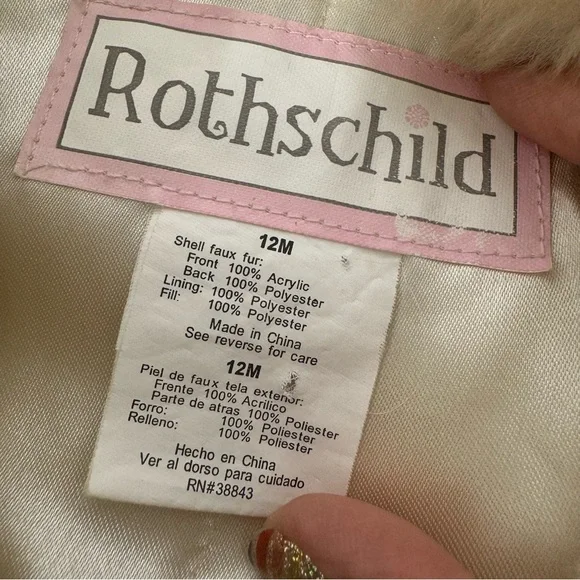 Rothschild
12M
Shell faux fur:
Front 100% Acrylic
Back 100% Polyester
Lining: 100% Polyester
Fill: 100% Polyester
Made in China
See reverse for care
12M
Piel de faux tela exterior:
Frente 100% Acrilico
Parte de atras 100% Poliester
Forro: 100% Poliester
Relleno: 100% Poliester
Hecho en China
Ver al dorso para cuidado
RN#38843